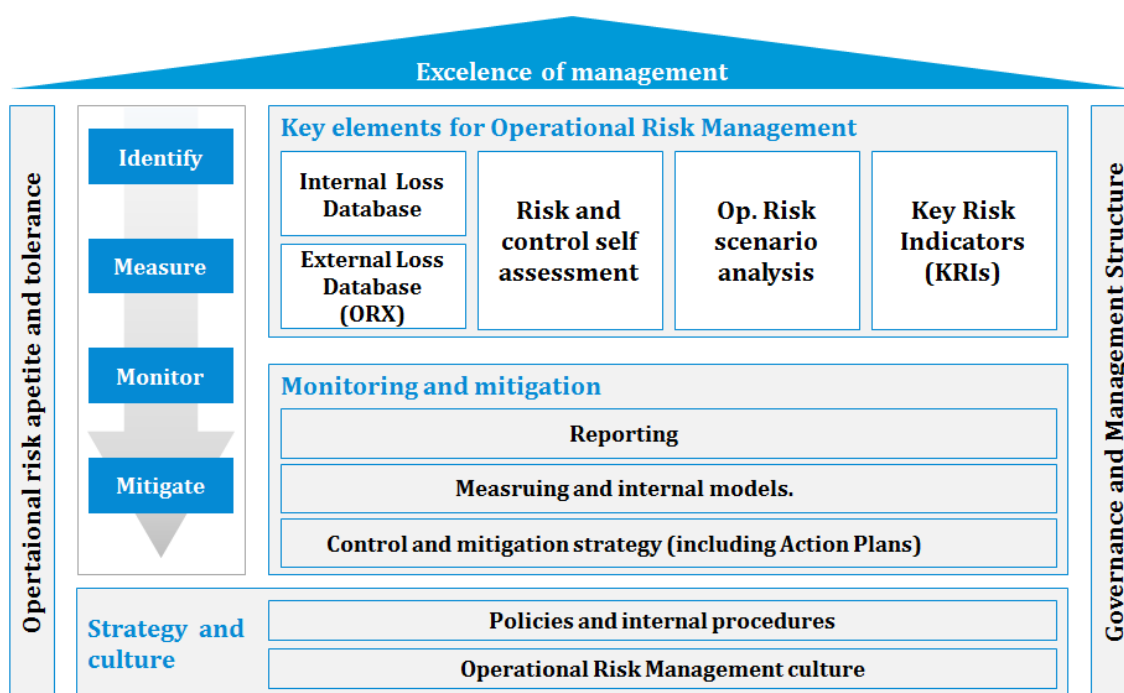 Excelence of management
Opertaional risk apetite and tolerance
Identify
Measure
Monitor
Mitigate
Key elements for Operational Risk Management
Internal Loss
Database
External Loss
Database
(ORX)
Risk and
control self
assessment
Op. Risk
scenario
analysis
Key Risk
Indicators
(KRIs)
Monitoring and mitigation
Reporting
Measruing and internal models.
Control and mitigation strategy (including Action Plans)
Strategy and
culture
Policies and internal procedures
Operational Risk Management culture
Governance and Management Structure